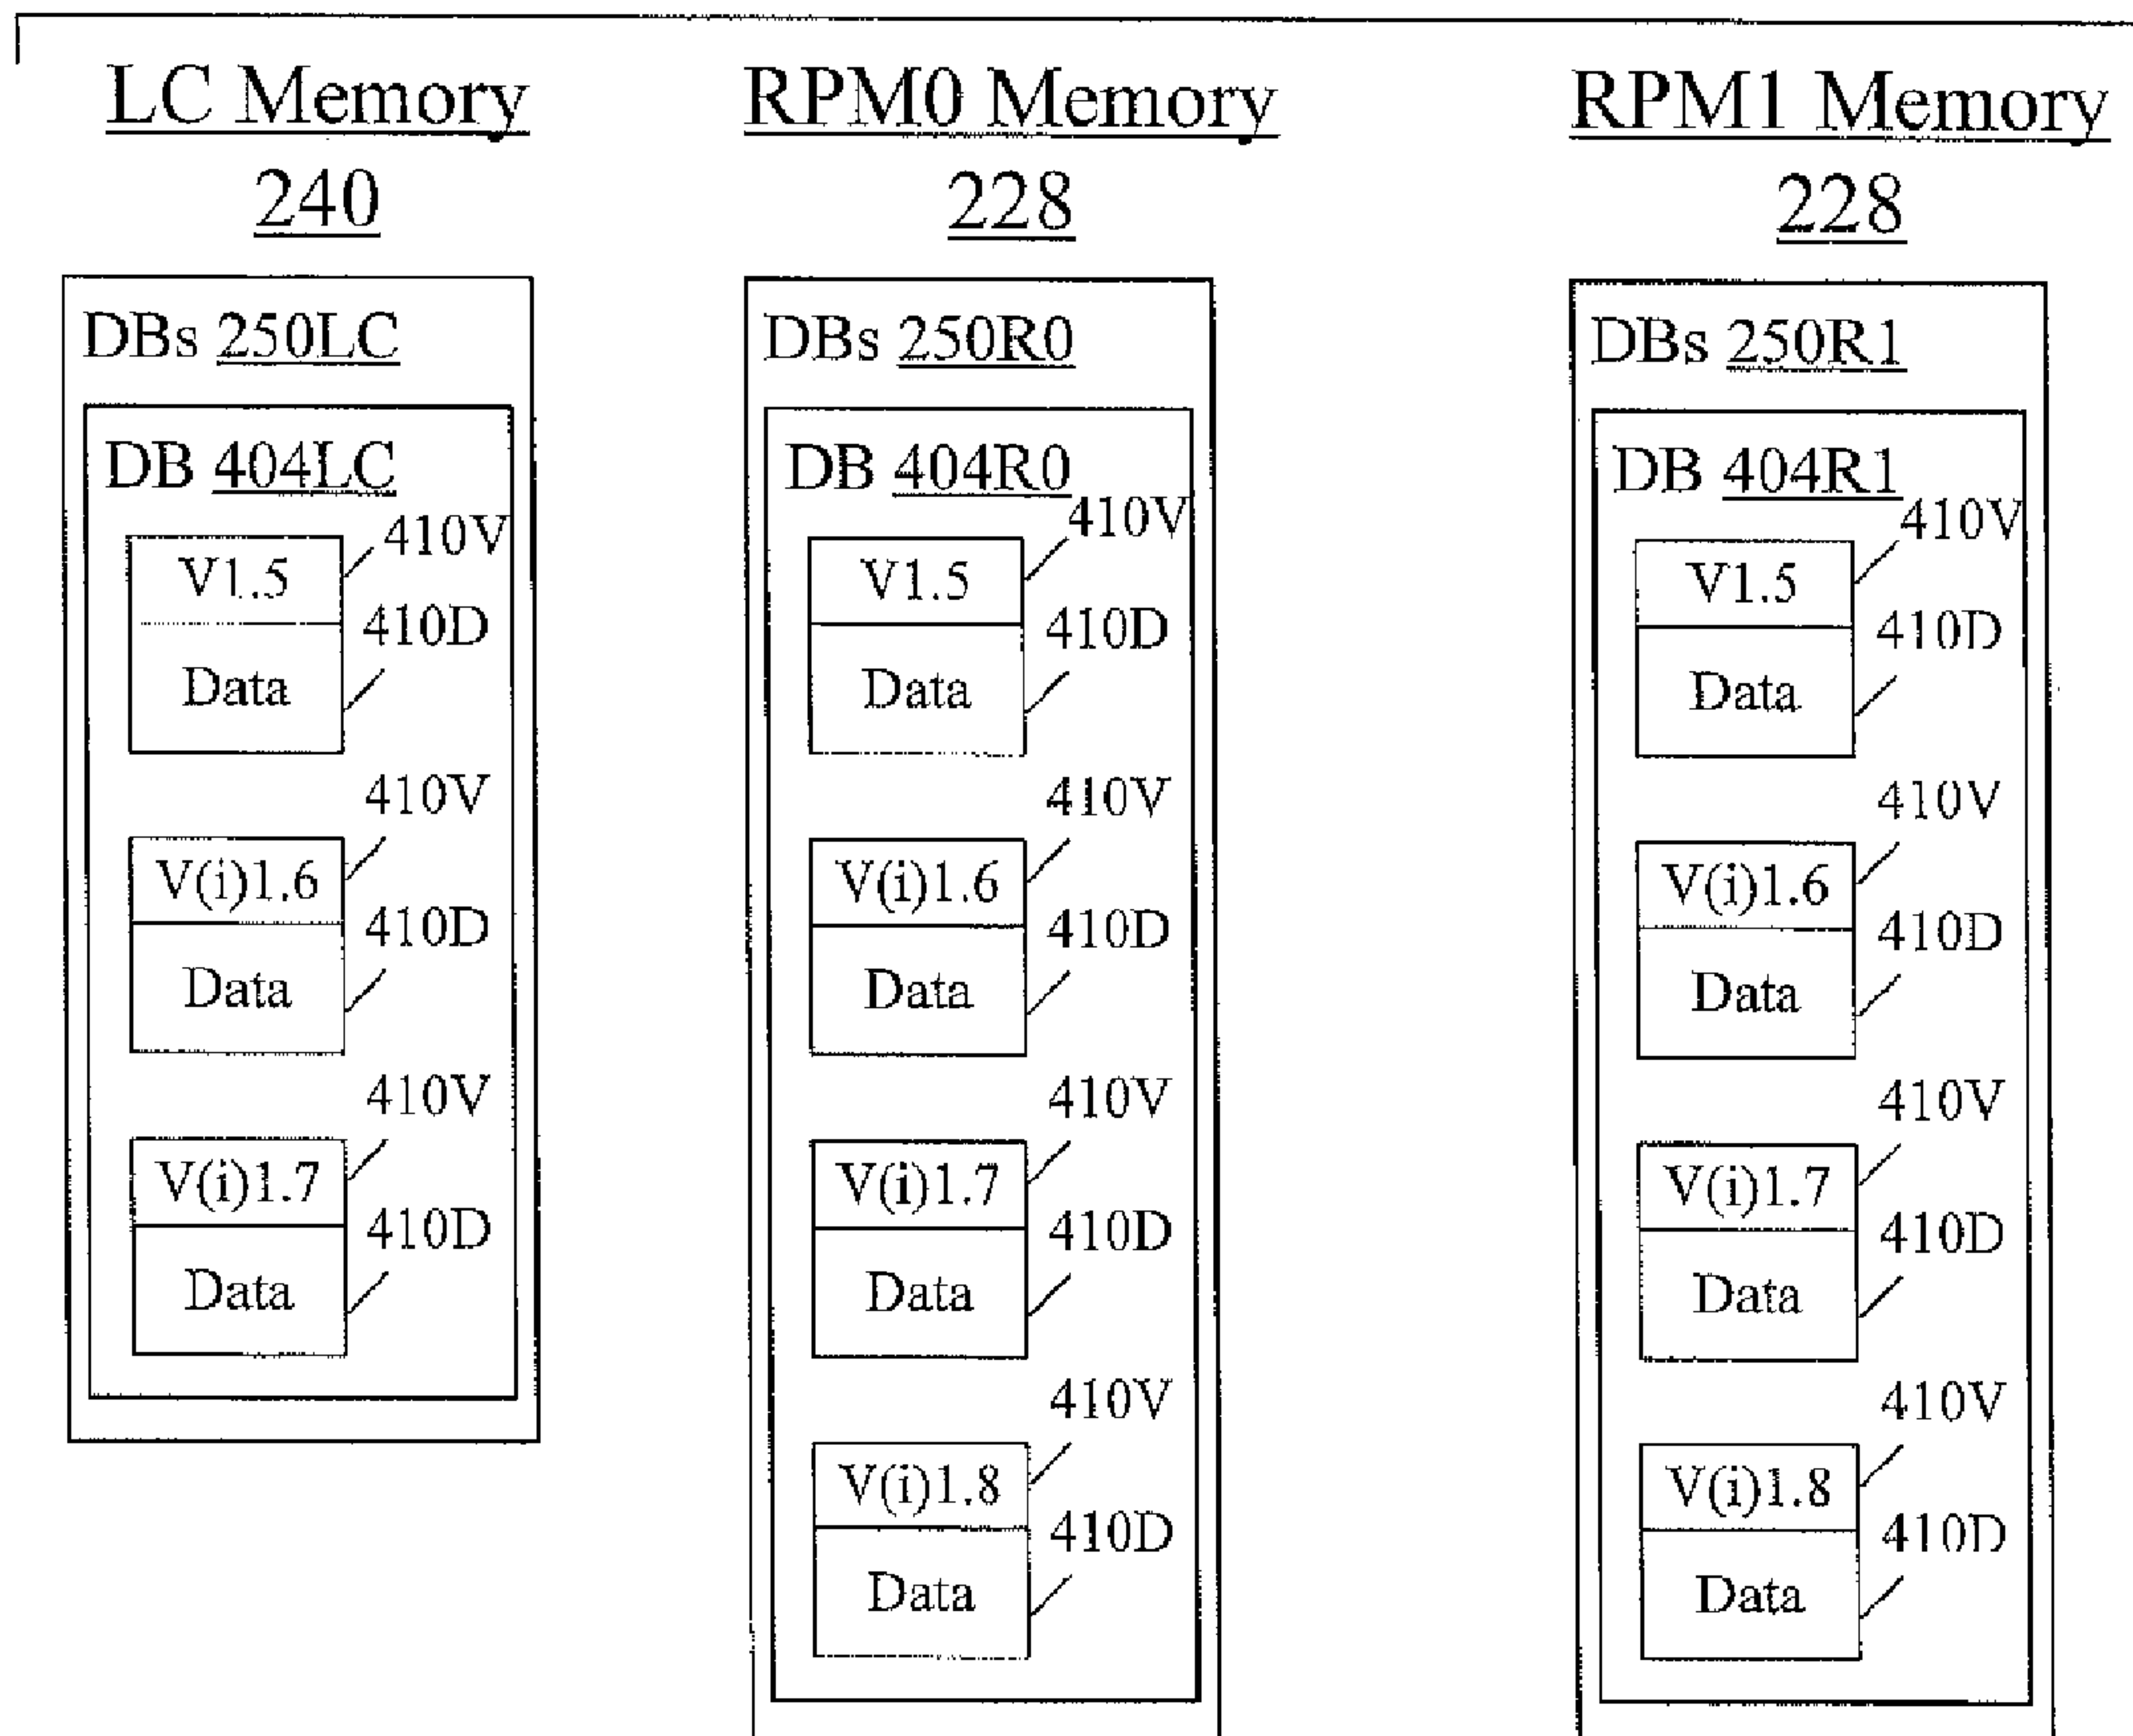 LC Memory
240
DBs 250LC
DB 404LC
410V
V1.5
410D
Data
410V
V(i)1.6
410D
Data
410V
V(i)1.7
410D
Data
RPM0 Memory
228
DBs 250R0
DB 404R0
410V
V1.5
410D
Data
410V
V(i)1.6
410D
Data
410V
V(i)1.7
410D
Data
410V
V(i)1.8
410D
Data
RPM1 Memory
228
DBs 250R1
DB 404R1
410V
V1.5
410D
Data
410V
V(i)1.6
410D
Data
410V
V(i)1.7
410D
Data
410V
V(i)1.8
410D
Data